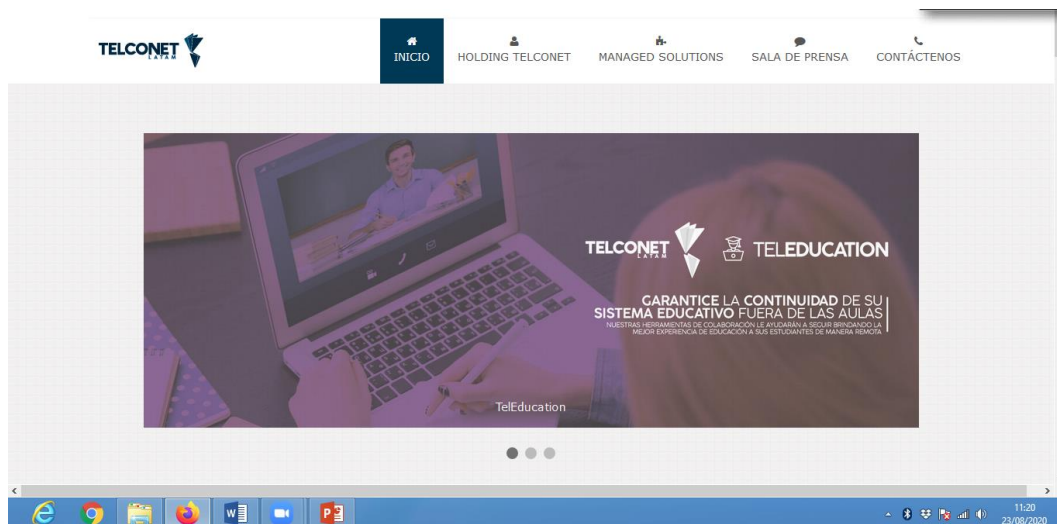 TELCONET
LATAM
INICIO
HOLDING TELCONET
MANAGED SOLUTIONS
SALA DE PRENSA
CONTÁCTENOS
TELCONET
LATAM
TELEDUCATION
GARANTICE LA CONTINUIDAD DE SU
SISTEMA EDUCATIVO FUERA DE LAS AULAS
NUESTRAS HERRAMIENTAS DE COLABORACIÓN LE AYUDARÁN A SEGUIR BRINDANDO LA
MEJOR EXPERIENCIA DE EDUCACIÓN A SUS ESTUDIANTES DE MANERA REMOTA
TelEducation
11:20
23/08/2020